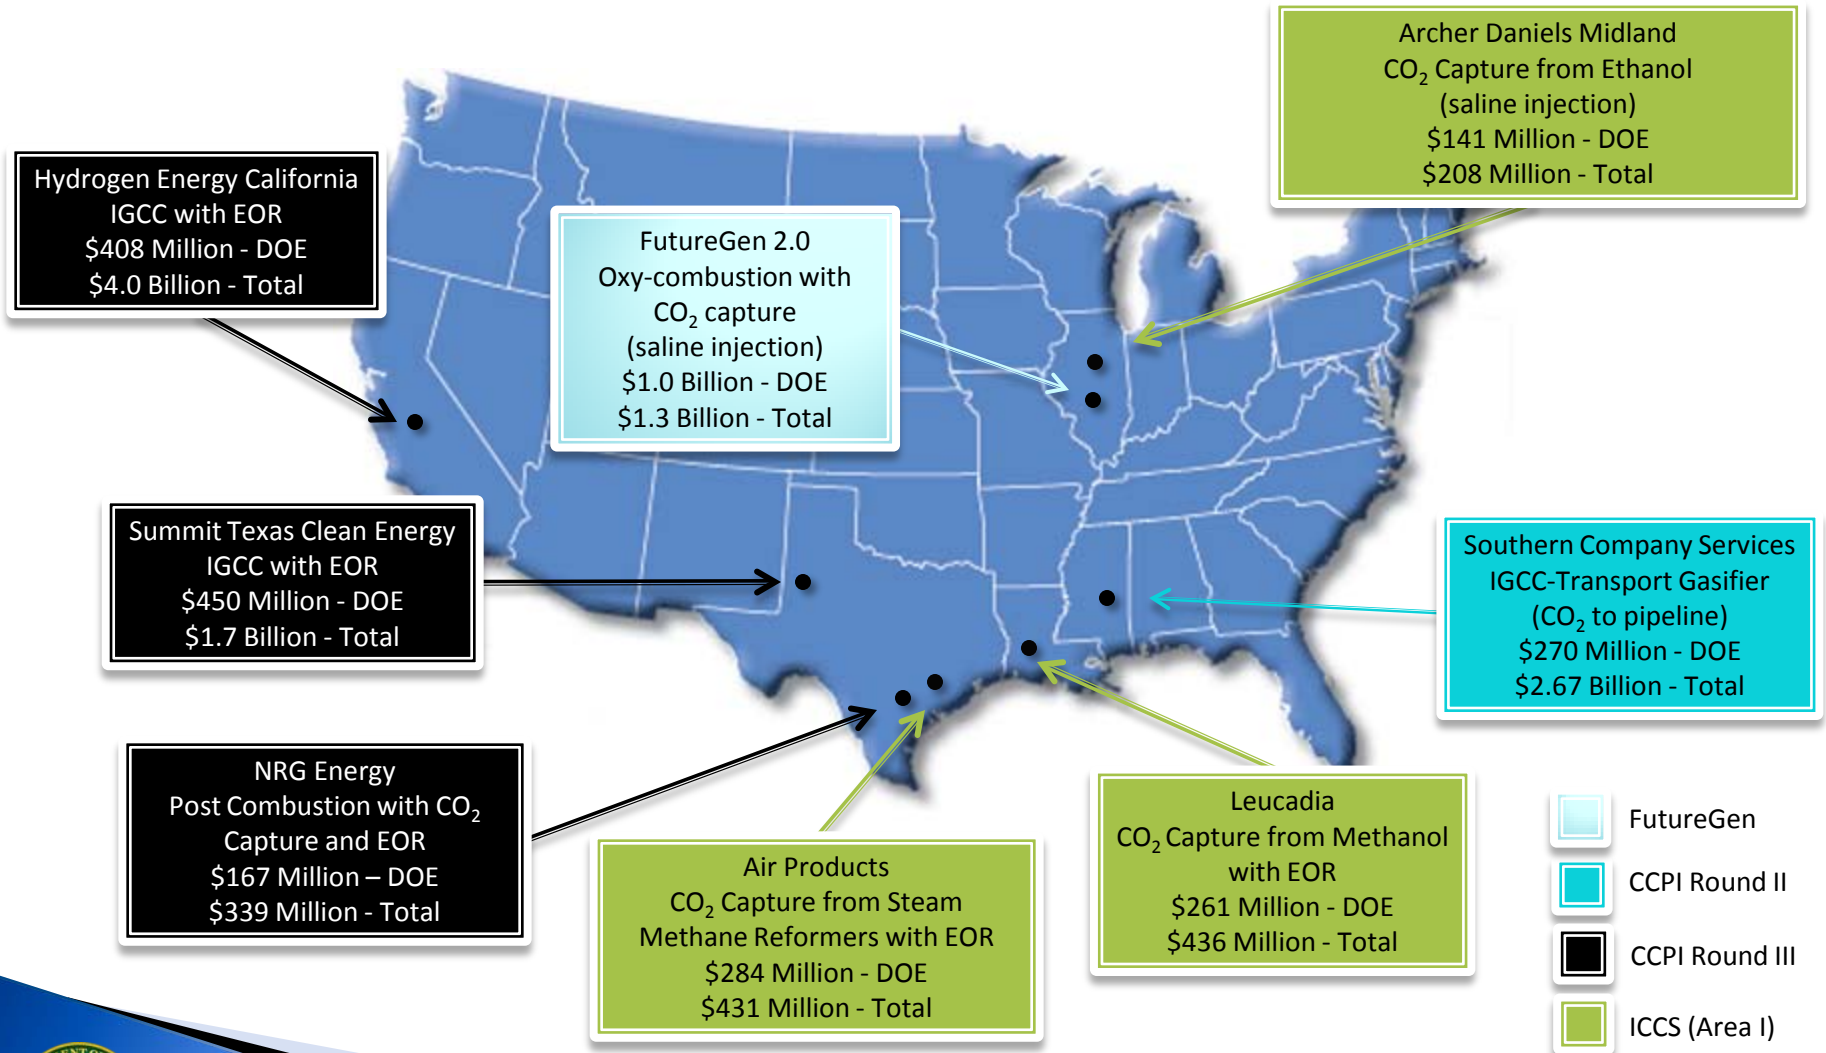 Archer Daniels Midland
CO₂ Capture from Ethanol
(saline injection)
$141 Million - DOE
$208 Million - Total
Hydrogen Energy California
IGCC with EOR
$408 Million - DOE
$4.0 Billion - Total
FutureGen 2.0
Oxy-combustion with
CO₂ capture
(saline injection)
$1.0 Billion - DOE
$1.3 Billion - Total
Summit Texas Clean Energy
IGCC with EOR
$450 Million - DOE
$1.7 Billion - Total
Southern Company Services
IGCC-Transport Gasifier
(CO₂ to pipeline)
$270 Million - DOE
$2.67 Billion - Total
NRG Energy
Post Combustion with CO₂
Capture and EOR
$167 Million – DOE
$339 Million - Total
Air Products
CO₂ Capture from Steam
Methane Reformers with EOR
$284 Million - DOE
$431 Million - Total
Leucadia
CO₂ Capture from Methanol
with EOR
$261 Million - DOE
$436 Million - Total
FutureGen
CCPI Round II
CCPI Round III
ICCS (Area I)